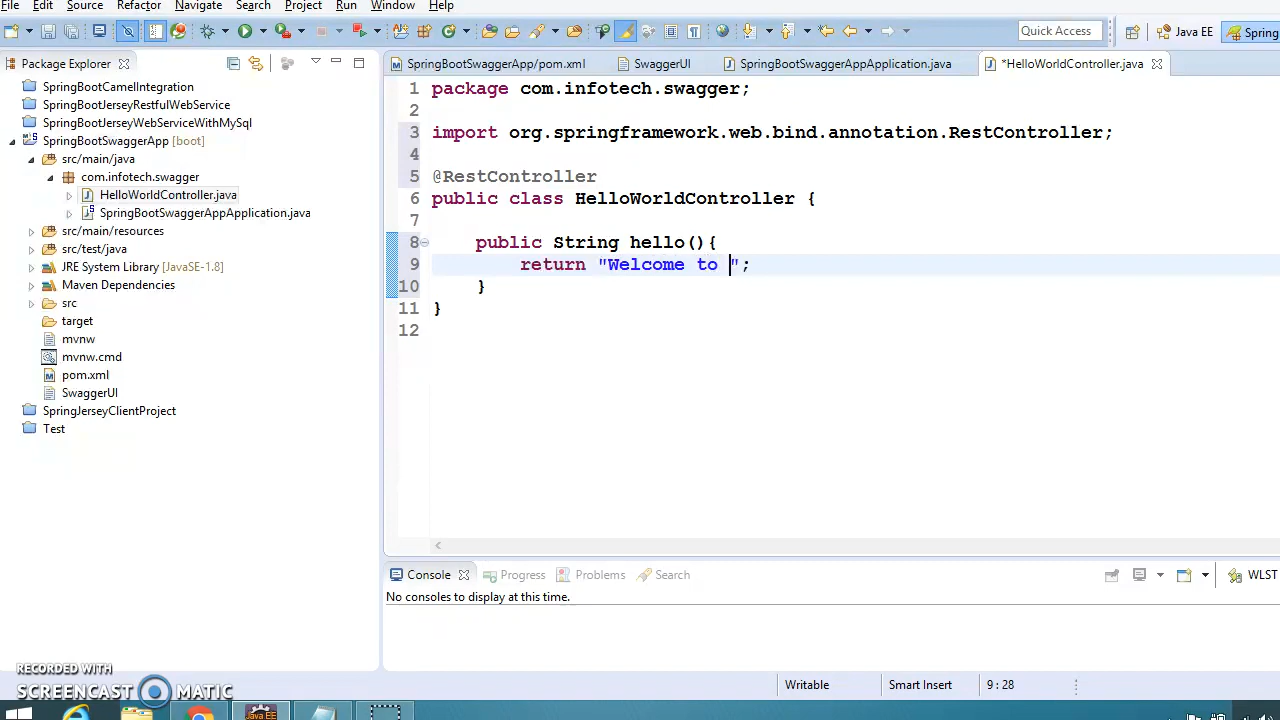 File Edit Source Refactor Navigate Search Project Run Window Help
Quick Access
Java EE
Spring
Package Explorer
SpringBootSwaggerApp/pom.xml
SwaggerUI
SpringBootSwaggerAppApplication.java
*HelloWorldController.java
SpringBootCamelIntegration
SpringBootJerseyRestfulWebService
SpringBootJerseyWebServiceWithMySql
SpringBootSwaggerApp [boot]
src/main/java
com.infotech.swagger
HelloWorldController.java
SpringBootSwaggerAppApplication.java
src/main/resources
src/test/java
JRE System Library [JavaSE-1.8]
Maven Dependencies
src
target
mvnw
mvnw.cmd
pom.xml
SwaggerUI
SpringJerseyClientProject
Test
1 package com.infotech.swagger;
2
3 import org.springframework.web.bind.annotation.RestController;
4
5 @RestController
6 public class HelloWorldController {
7
8 public String hello(){
9 return "Welcome to ";
10 }
11 }
12
Console Progress Problems Search
WLST
No consoles to display at this time.
Writable
Smart Insert
9 : 28
RECORDED WITH
SCREENCAST MATIC
Java EE